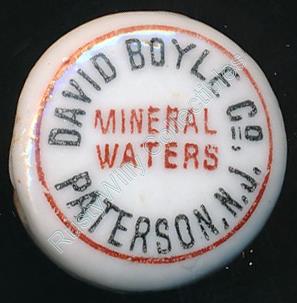 DAVID BOYLE CO.
MINERAL
WATERS
PATERSON, N.J.